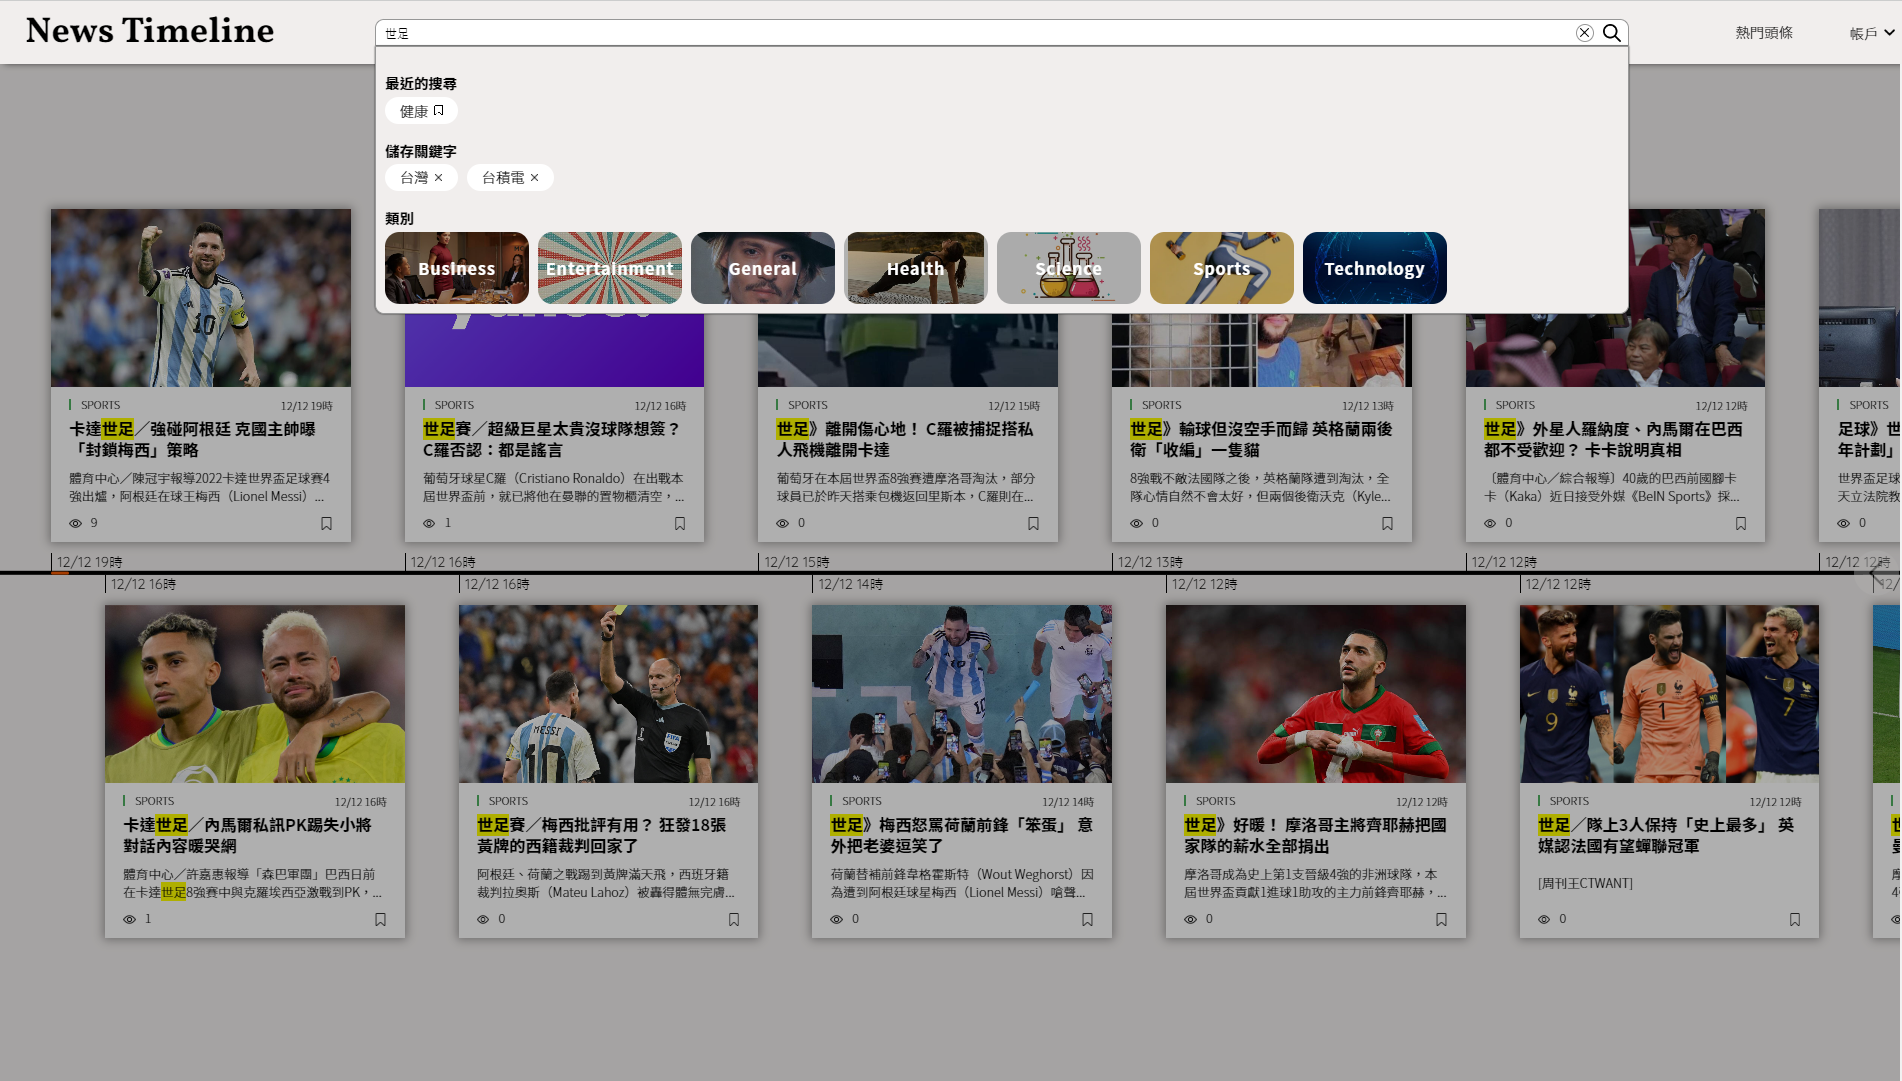 News Timeline
世足
熱門頭條
帳戶
最近的搜尋
健康
儲存關鍵字
台灣
台積電
類別
Business
Entertainment
General
Health
Science
Sports
Technology
SPORTS 12/12 19時
卡達世足／強碰阿根廷 克國主帥曝
「封鎖梅西」策略
體育中心／陳冠宇報導2022卡達世界盃足球賽4
強出爐，阿根廷在球王梅西（Lionel Messi）...
9
SPORTS 12/12 16時
世足賽／超級巨星太貴沒球隊想簽？
C羅否認：都是謠言
葡萄牙球星C羅（Cristiano Ronaldo）在出戰本
屆世界盃前，就已將他在曼聯的置物櫃清空，...
1
SPORTS 12/12 15時
世足》離開傷心地！ C羅被捕捉搭私
人飛機離開卡達
葡萄牙在本屆世界盃8強賽遭摩洛哥淘汰，部分
球員已於昨天搭乘包機返回里斯本，C羅則在...
0
SPORTS 12/12 13時
世足》輸球但沒空手而歸 英格蘭兩後
衛「收編」一隻貓
8強戰不敵法國隊之後，英格蘭隊遭到淘汰，全
隊心情自然不會太好，但兩個後衛沃克（Kyle...
0
SPORTS 12/12 12時
世足》外星人羅納度、內馬爾在巴西
都不受歡迎？ 卡卡說明真相
〔體育中心／綜合報導〕40歲的巴西前國腳卡
卡（Kaka）近日接受外媒《BeIN Sports》採...
0
SPORTS
足球》世
年計劃」
世界盃足球
天立法院教
0
12/12 19時
12/12 16時
12/12 15時
12/12 13時
12/12 12時
12/12 12時
12/12 16時
12/12 16時
12/12 14時
12/12 12時
12/12 12時
MESSI
10
9
1
7
SPORTS 12/12 16時
卡達世足／內馬爾私訊PK踢失小將
對話內容暖哭網
體育中心／許嘉惠報導「森巴軍團」巴西日前
在卡達世足8強賽中與克羅埃西亞激戰到PK，...
1
SPORTS 12/12 16時
世足賽／梅西批評有用？ 狂發18張
黃牌的西籍裁判回家了
阿根廷、荷蘭之戰踢到黃牌滿天飛，西班牙籍
裁判拉奧斯（Mateu Lahoz）被轟得體無完膚...
0
SPORTS 12/12 14時
世足》梅西怒罵荷蘭前鋒「笨蛋」 意
外把老婆逗笑了
荷蘭替補前鋒韋格霍斯特（Wout Weghorst）因
為遭到阿根廷球星梅西（Lionel Messi）嗆聲...
0
SPORTS 12/12 12時
世足》好暖！ 摩洛哥主將齊耶赫把國
家隊的薪水全部捐出
摩洛哥成為史上第1支晉級4強的非洲球隊，本
屆世界盃貢獻1進球1助攻的主力前鋒齊耶赫，...
0
SPORTS 12/12 12時
世足／隊上3人保持「史上最多」 英
媒認法國有望蟬聯冠軍
[周刊王CTWANT]
0